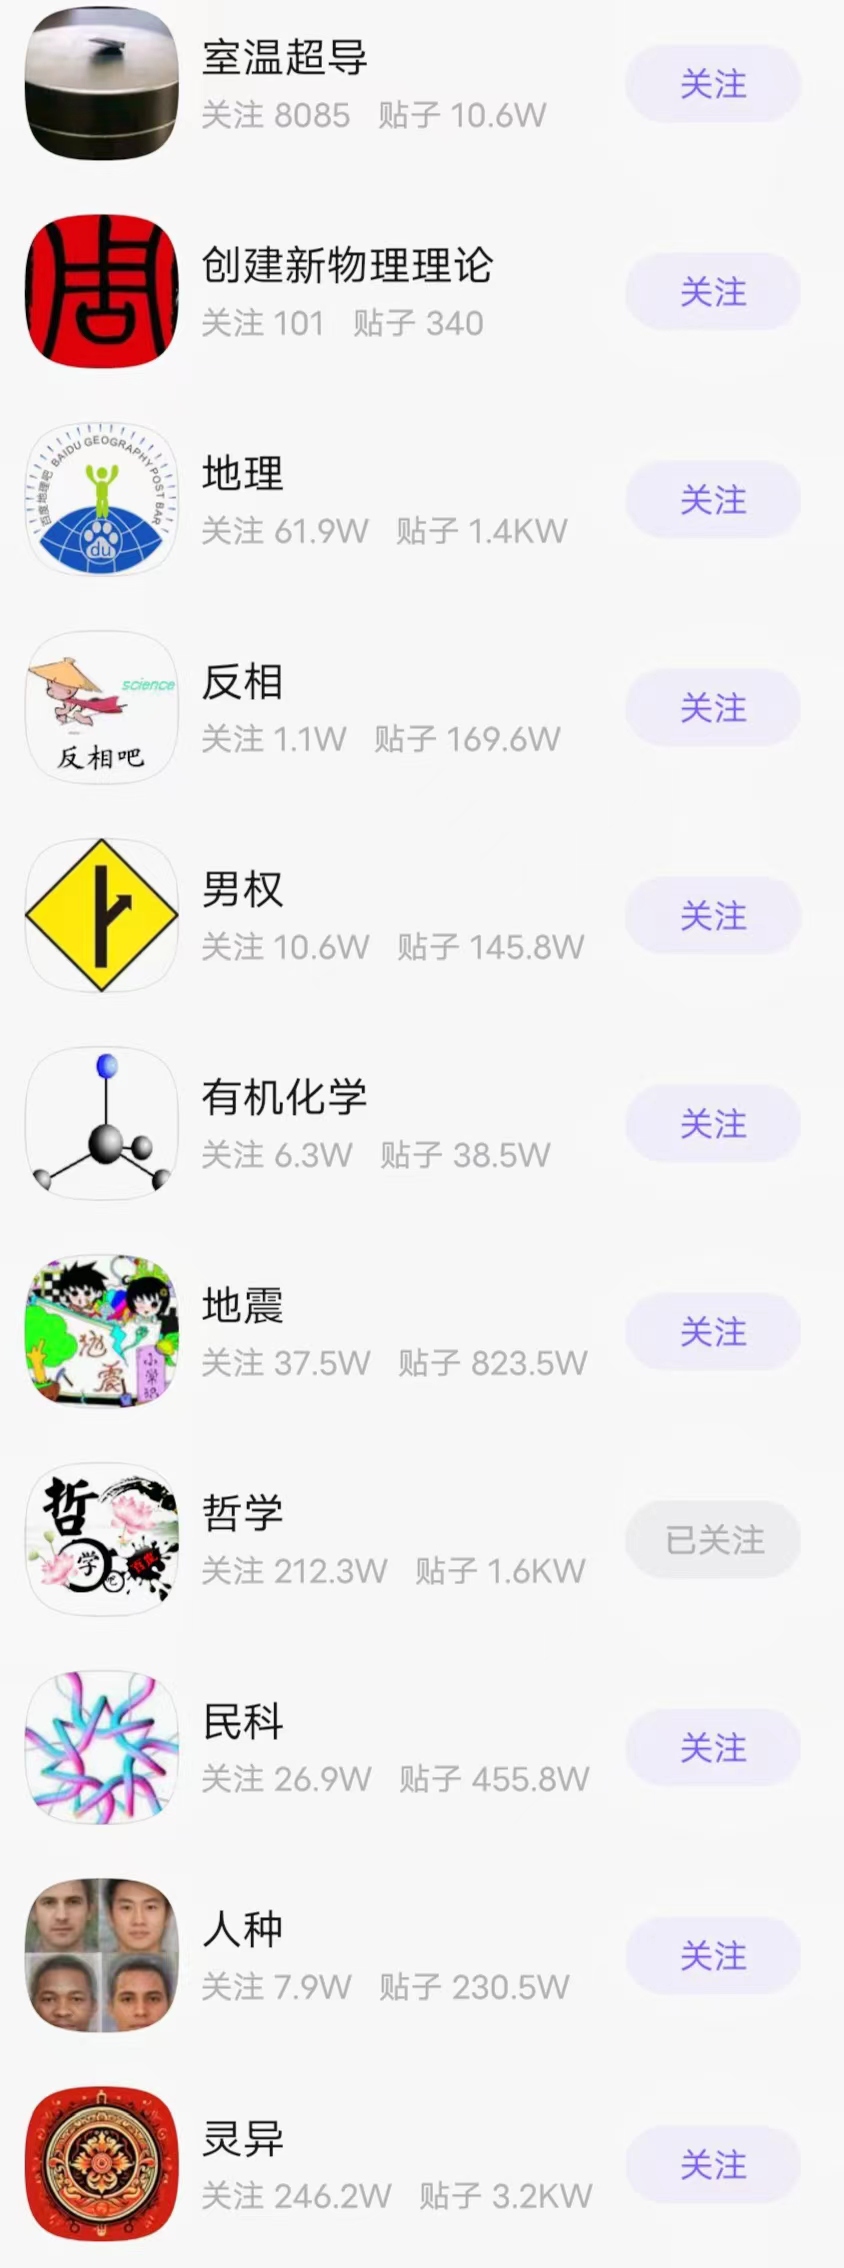 室温超导
关注 8085 贴子 10.6W
关注
创建新物理理论
关注 101 贴子 340
关注
BAIDU GEOGRAPHY POST BAR
百度地理吧
du
地理
关注 61.9W 贴子 1.4KW
关注
science
反相吧
反相
关注 1.1W 贴子 169.6W
关注
男权
关注 10.6W 贴子 145.8W
关注
有机化学
关注 6.3W 贴子 38.5W
关注
地震
小常识
地震
关注 37.5W 贴子 823.5W
关注
哲
学
吧
百度
哲学
关注 212.3W 贴子 1.6KW
已关注
民科
关注 26.9W 贴子 455.8W
关注
人种
关注 7.9W 贴子 230.5W
关注
灵异
关注 246.2W 贴子 3.2KW
关注